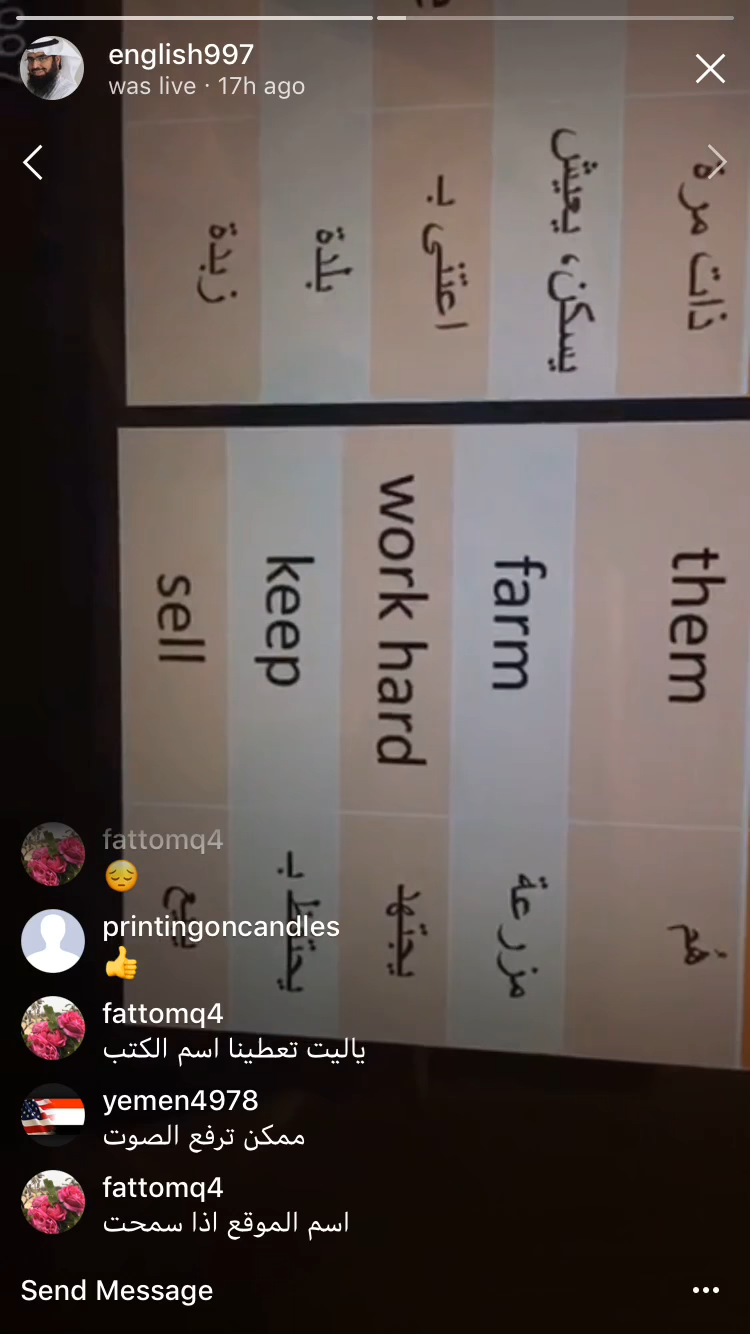 english997
was live · 17h ago
ذات مرة them هُم
يسكن، يعيش farm مزرعة
اعتنى بـ work hard يجتهد
بلدة keep يحتفظ بـ
زبدة sell يبيع
fattomq4
😔
printingoncandles
👍
fattomq4
ياليت تعطينا اسم الكتب
yemen4978
ممكن ترفع الصوت
fattomq4
اسم الموقع اذا سمحت
Send Message